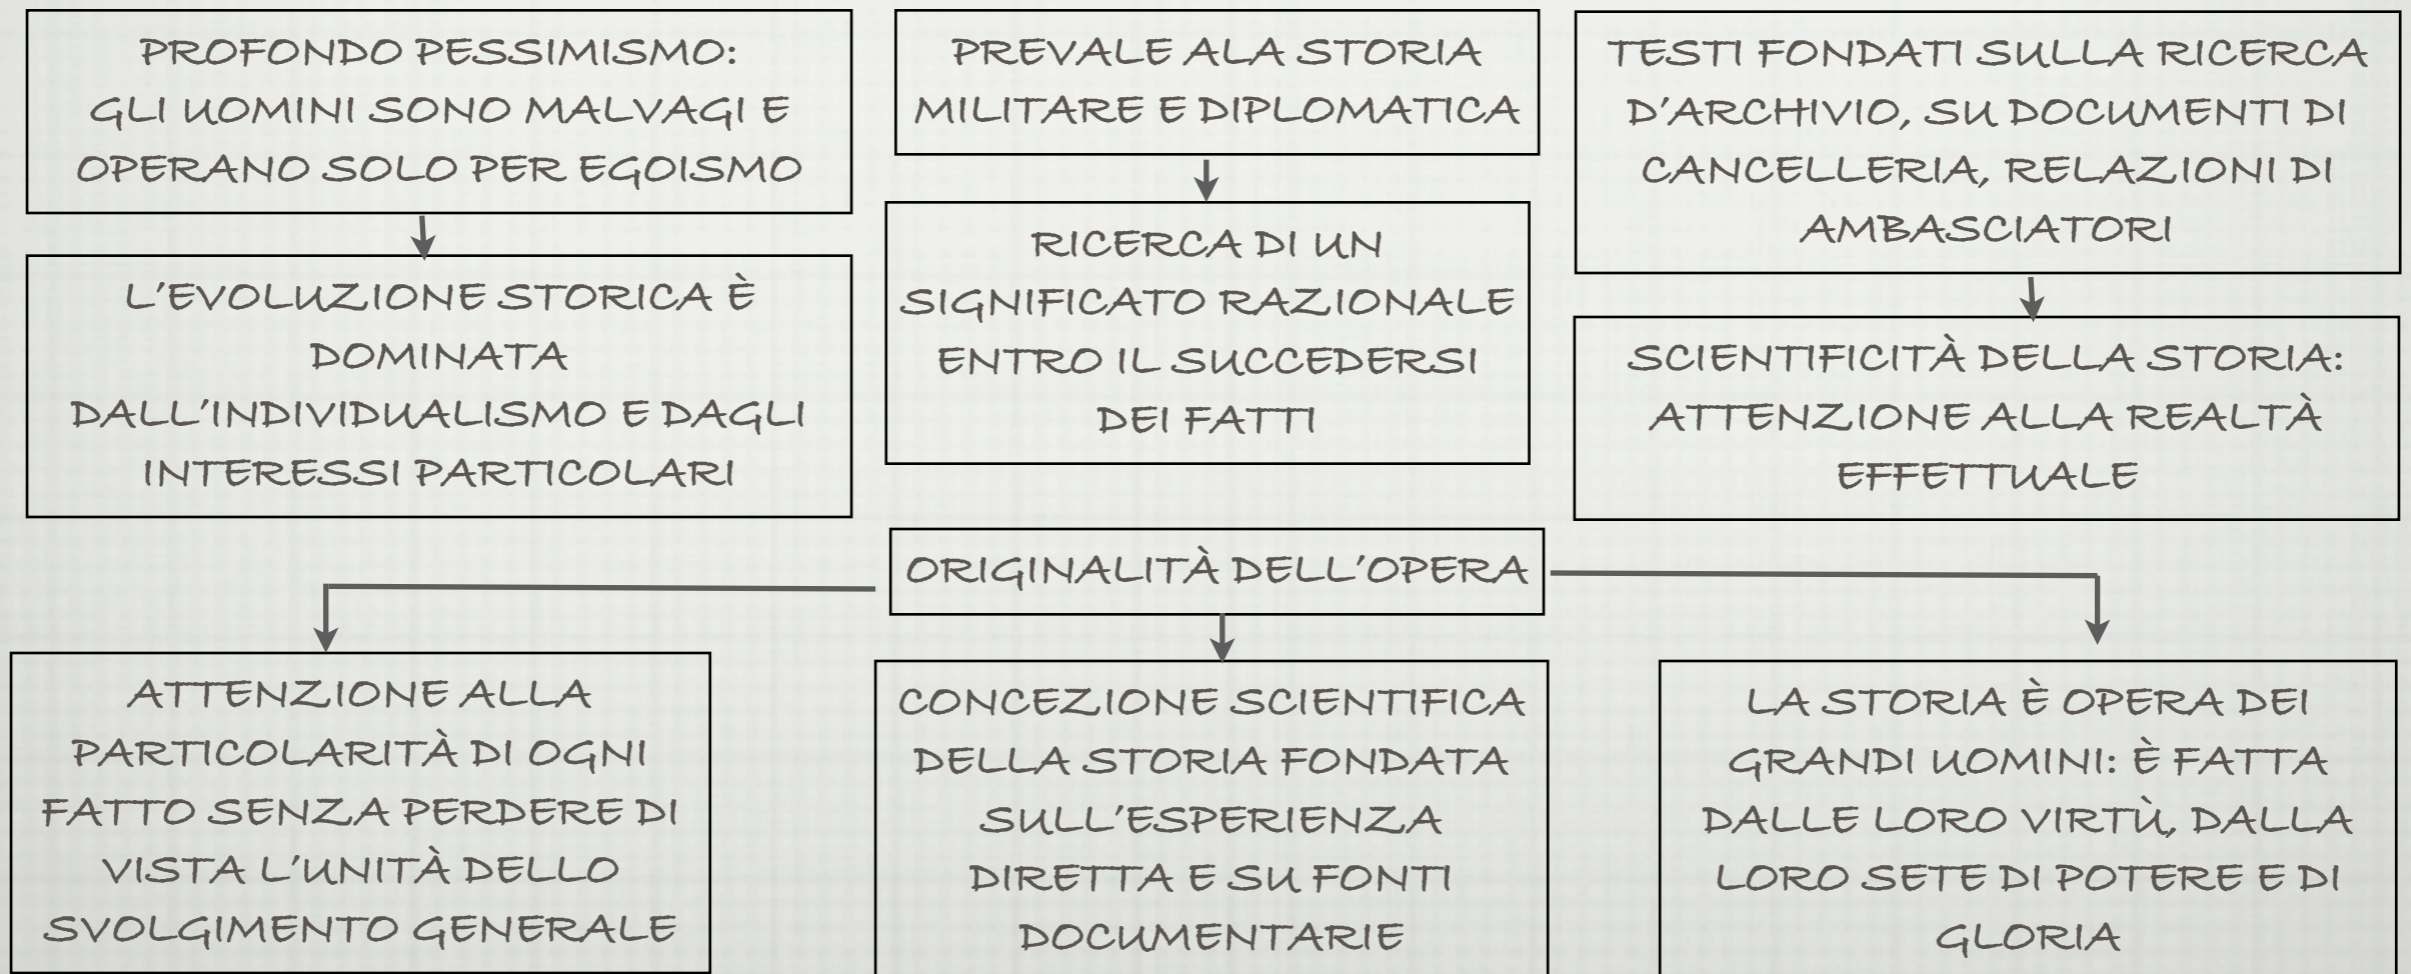 PROFONDO PESSIMISMO:
GLI UOMINI SONO MALVAGI E
OPERANO SOLO PER EGOISMO
L'EVOLUZIONE STORICA È
DOMINATA
DALL'INDIVIDUALISMO E DAGLI
INTERESSI PARTICOLARI
PREVALE ALA STORIA
MILITARE E DIPLOMATICA
RICERCA DI UN
SIGNIFICATO RAZIONALE
ENTRO IL SUCCEDERSI
DEI FATTI
TESTI FONDATI SULLA RICERCA
D'ARCHIVIO, SU DOCUMENTI DI
CANCELLERIA, RELAZIONI DI
AMBASCIATORI
SCIENTIFICITÀ DELLA STORIA:
ATTENZIONE ALLA REALTÀ
EFFETTUALE
ORIGINALITÀ DELL'OPERA
ATTENZIONE ALLA
PARTICOLARITÀ DI OGNI
FATTO SENZA PERDERE DI
VISTA L'UNITÀ DELLO
SVOLGIMENTO GENERALE
CONCEZIONE SCIENTIFICA
DELLA STORIA FONDATA
SULL'ESPERIENZA
DIRETTA E SU FONTI
DOCUMENTARIE
LA STORIA È OPERA DEI
GRANDI UOMINI: È FATTA
DALLE LORO VIRTÙ, DALLA
LORO SETE DI POTERE E DI
GLORIA